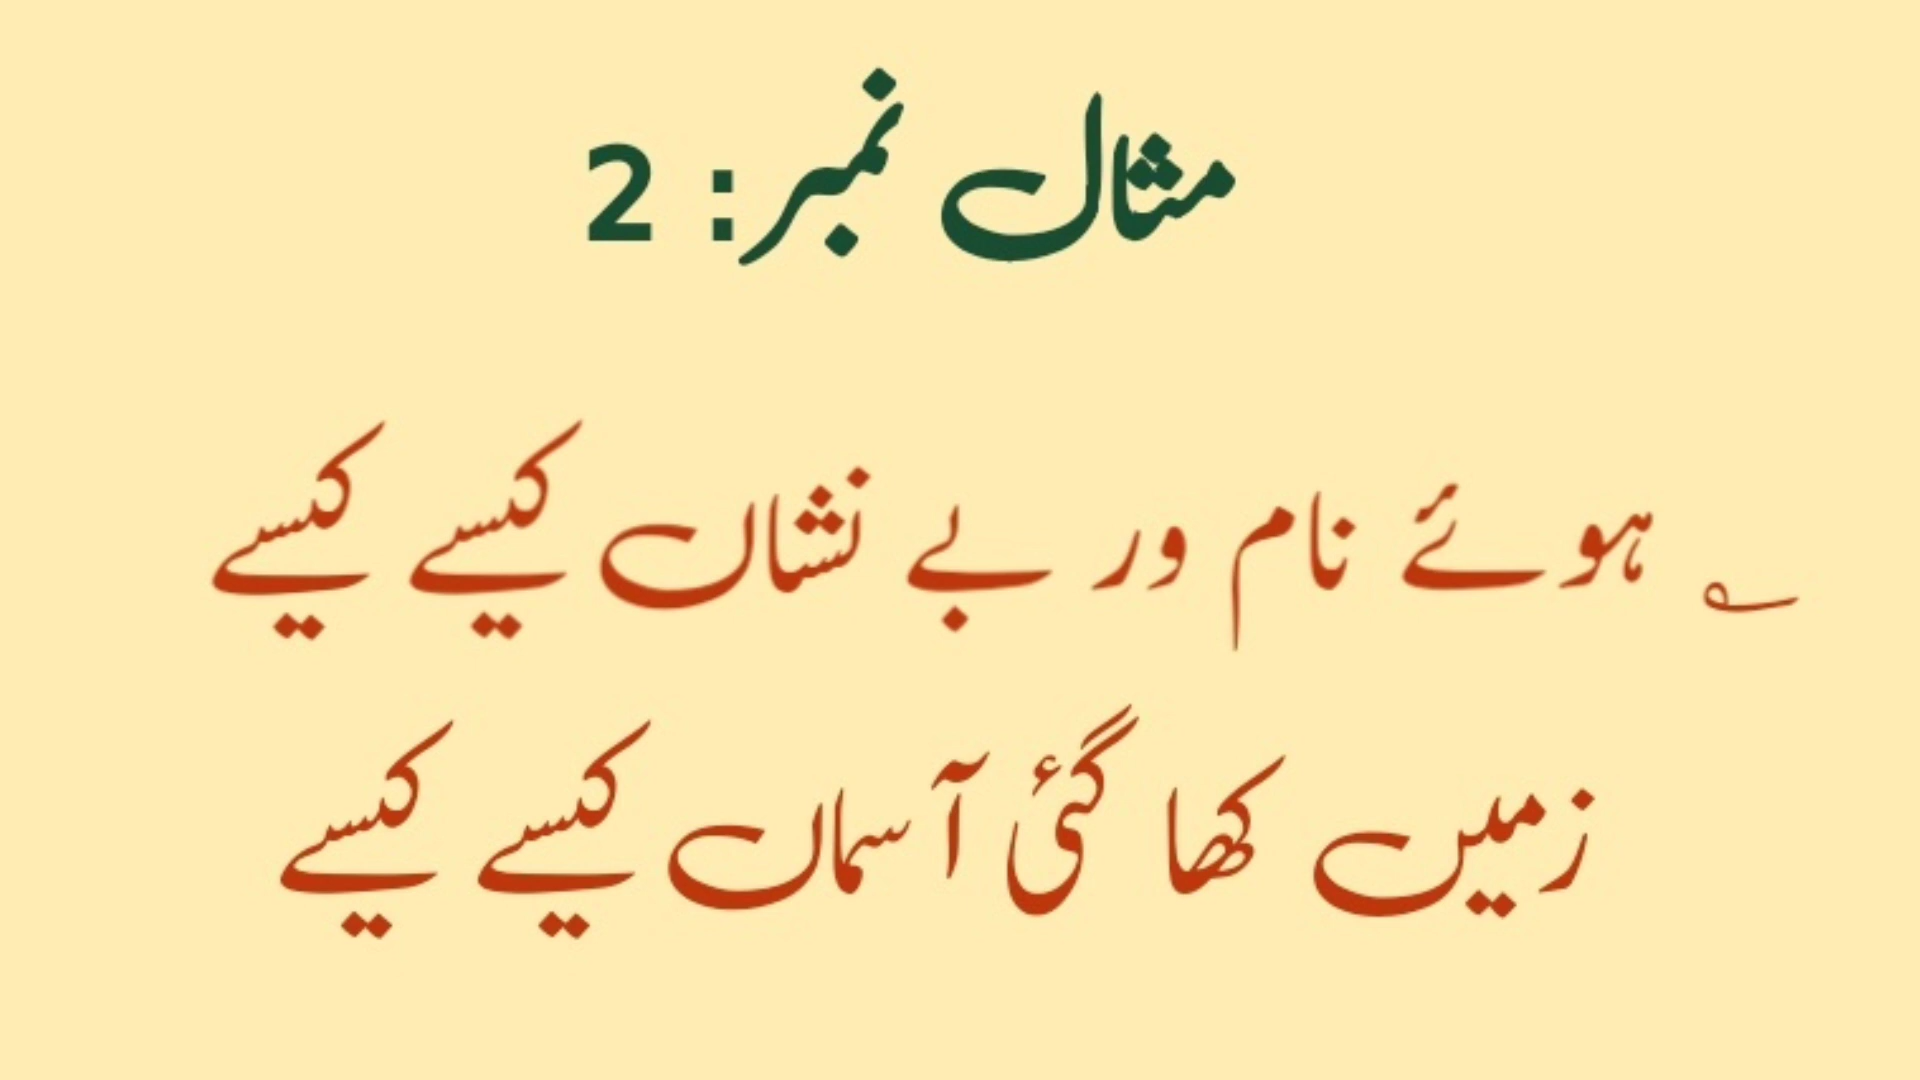 مثال نمبر: 2
؎ ہوئے نام ور بے نشاں کیسے کیسے
زمیں کھا گئی آسماں کیسے کیسے